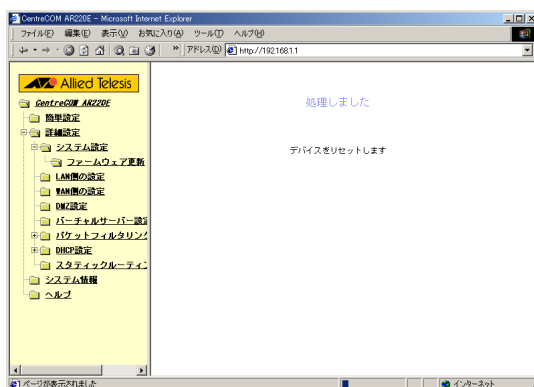 CentreCOM AR220E - Microsoft Internet Explorer
ファイル(F) 編集(E) 表示(V) お気に入り(A) ツール(T) ヘルプ(H)
» アドレス(D) http://192.168.1.1
Allied Telesis
CentreCOM AR220E
簡単設定
詳細設定
システム設定
ファームウェア更新
LAN側の設定
WAN側の設定
DMZ設定
バーチャルサーバー設定
パケットフィルタリング
DHCP設定
スタティックルーティ
システム情報
ヘルプ
処理しました
デバイスをリセットします
ページが表示されました
インターネット